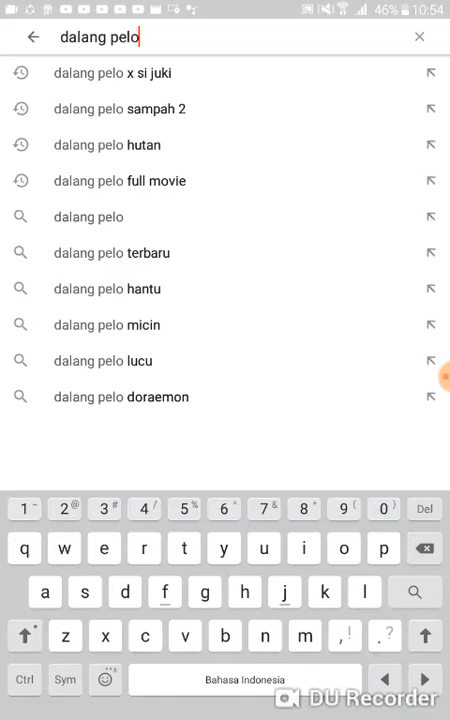 46% 10:54
dalang pelo
dalang pelo x si juki
dalang pelo sampah 2
dalang pelo hutan
dalang pelo full movie
dalang pelo
dalang pelo terbaru
dalang pelo hantu
dalang pelo micin
dalang pelo lucu
dalang pelo doraemon
1 - 2 @ 3 # 4 / 5 % 6 ^ 7 & 8 * 9 ( 0 ) Del
q w e r t y u i o p
a s d f g h j k l
z x c v b n m , ! . ?
Ctrl Sym Bahasa Indonesia
DU Recorder